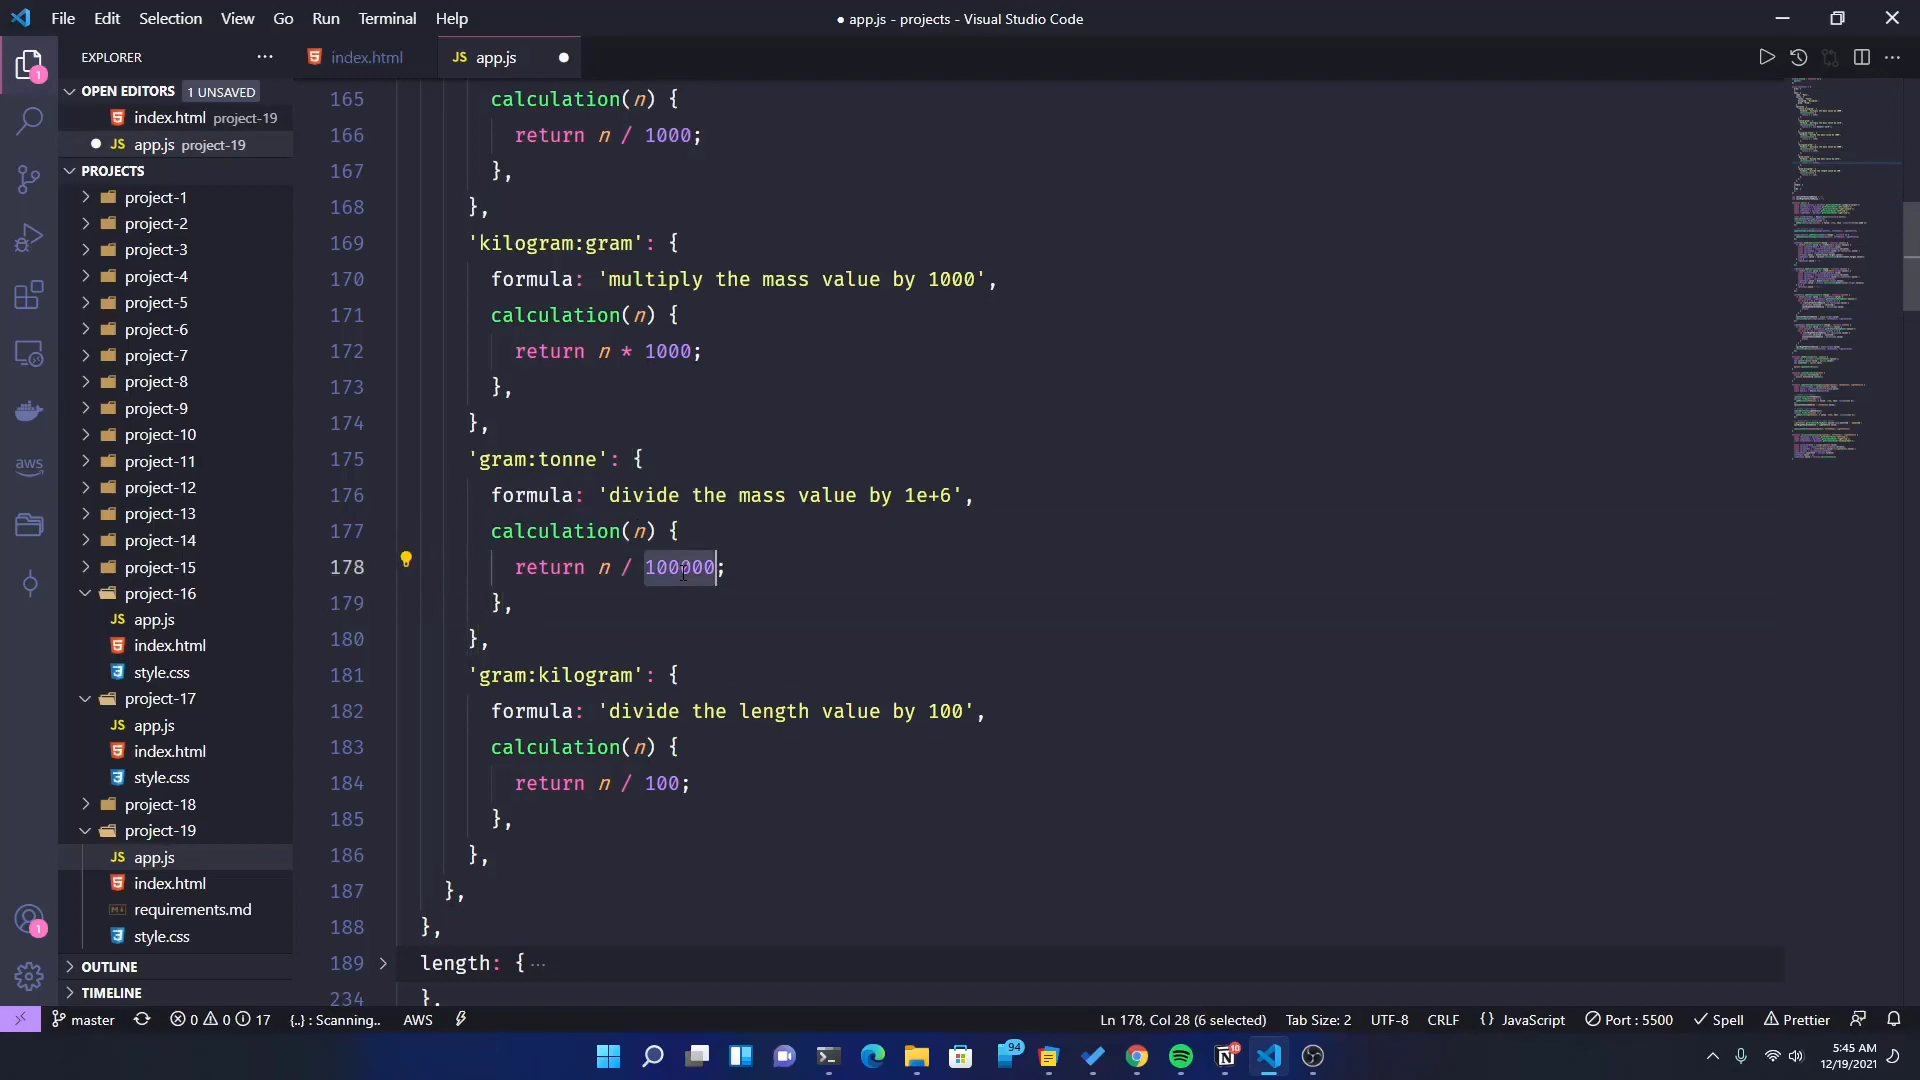 File Edit Selection View Go Run Terminal Help
● app.js - projects - Visual Studio Code
EXPLORER
OPEN EDITORS 1 UNSAVED
index.html project-19
JS app.js project-19
PROJECTS
project-1
project-2
project-3
project-4
project-5
project-6
project-7
project-8
project-9
project-10
project-11
project-12
project-13
project-14
project-15
project-16
JS app.js
index.html
style.css
project-17
JS app.js
index.html
style.css
project-18
project-19
JS app.js
index.html
requirements.md
style.css
OUTLINE
TIMELINE
1
aws
1
index.html JS app.js
165 calculation(n) {
166 return n / 1000;
167 },
168 },
169 'kilogram:gram': {
170 formula: 'multiply the mass value by 1000',
171 calculation(n) {
172 return n * 1000;
173 },
174 },
175 'gram:tonne': {
176 formula: 'divide the mass value by 1e+6',
177 calculation(n) {
178 return n / 100000;
179 },
180 },
181 'gram:kilogram': {
182 formula: 'divide the length value by 100',
183 calculation(n) {
184 return n / 100;
185 },
186 },
187 },
188 },
189 length: { ...
234 },
master 0 0 17 {..} : Scanning.. AWS Ln 178, Col 28 (6 selected) Tab Size: 2 UTF-8 CRLF {} JavaScript Port : 5500 Spell Prettier
94
10
5:45 AM
12/19/2021